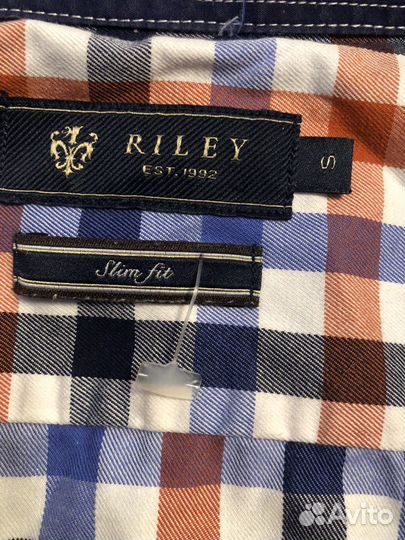 RILEY
EST. 1992
S
Slim fit
Avito